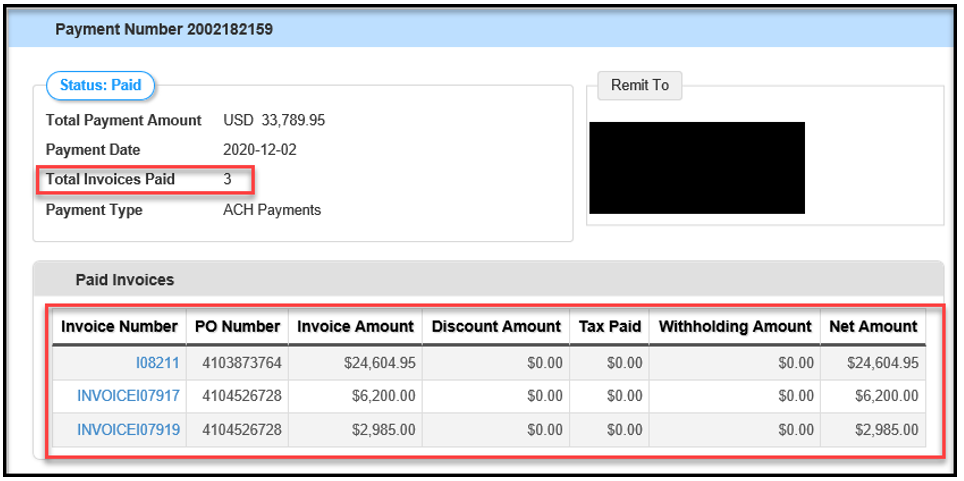 Payment Number 2002182159
Status: Paid
Total Payment Amount USD 33,789.95
Payment Date 2020-12-02
Total Invoices Paid 3
Payment Type ACH Payments
Remit To
Paid Invoices
Invoice Number PO Number Invoice Amount Discount Amount Tax Paid Withholding Amount Net Amount
I08211 4103873764 $24,604.95 $0.00 $0.00 $0.00 $24,604.95
INVOICEI07917 4104526728 $6,200.00 $0.00 $0.00 $0.00 $6,200.00
INVOICEI07919 4104526728 $2,985.00 $0.00 $0.00 $0.00 $2,985.00